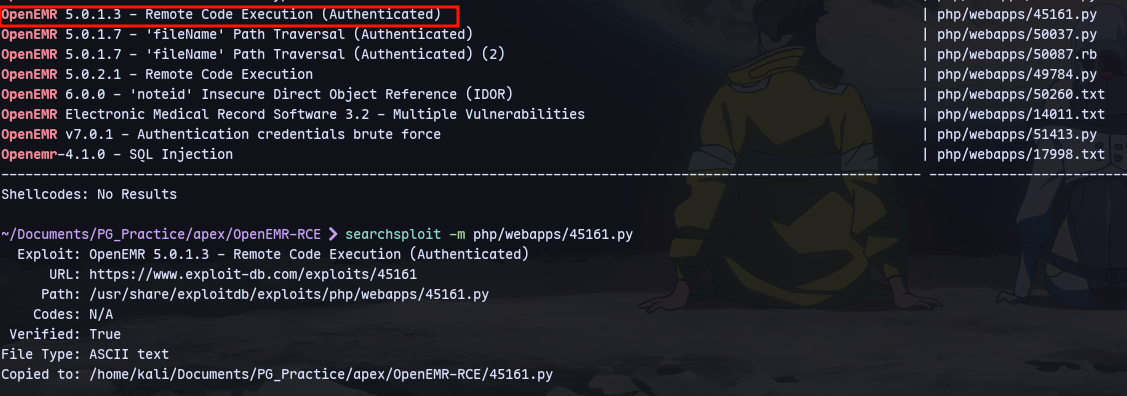 OpenEMR 5.0.1.3 - Remote Code Execution (Authenticated) | php/webapps/45161.py
OpenEMR 5.0.1.7 - 'fileName' Path Traversal (Authenticated) | php/webapps/50037.py
OpenEMR 5.0.1.7 - 'fileName' Path Traversal (Authenticated) (2) | php/webapps/50087.rb
OpenEMR 5.0.2.1 - Remote Code Execution | php/webapps/49784.py
OpenEMR 6.0.0 - 'noteid' Insecure Direct Object Reference (IDOR) | php/webapps/50260.txt
OpenEMR Electronic Medical Record Software 3.2 - Multiple Vulnerabilities | php/webapps/14011.txt
OpenEMR v7.0.1 - Authentication credentials brute force | php/webapps/51413.py
Openemr-4.1.0 - SQL Injection | php/webapps/17998.txt
Shellcodes: No Results
~/Documents/PG_Practice/apex/OpenEMR-RCE ❯ searchsploit -m php/webapps/45161.py
Exploit: OpenEMR 5.0.1.3 - Remote Code Execution (Authenticated)
URL: https://www.exploit-db.com/exploits/45161
Path: /usr/share/exploitdb/exploits/php/webapps/45161.py
Codes: N/A
Verified: True
File Type: ASCII text
Copied to: /home/kali/Documents/PG_Practice/apex/OpenEMR-RCE/45161.py